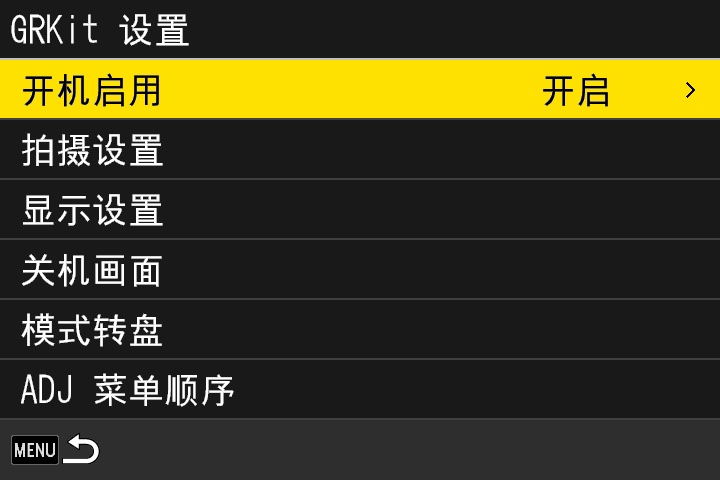 GRKit 设置
开机启用 开启
拍摄设置
显示设置
关机画面
模式转盘
ADJ 菜单顺序
MENU